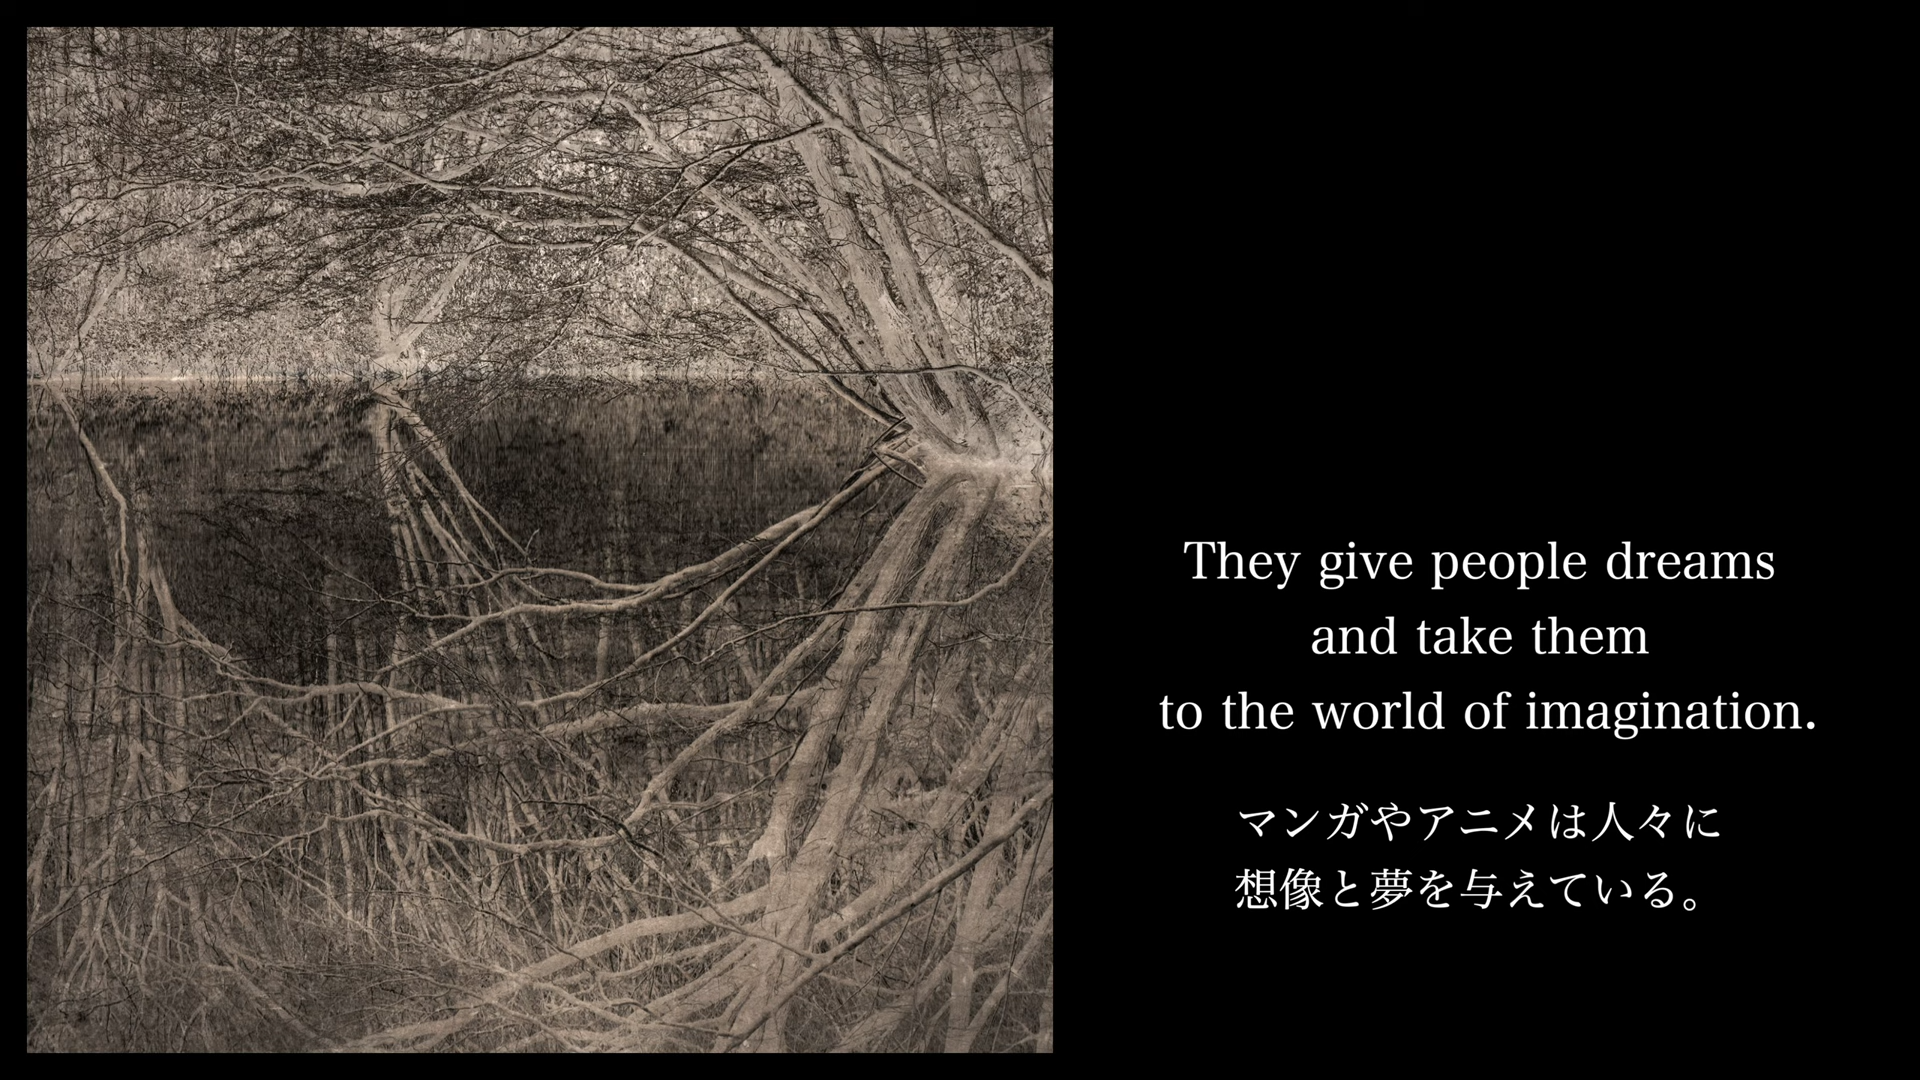 They give people dreams
and take them
to the world of imagination.
マンガやアニメは人々に
想像と夢を与えている。